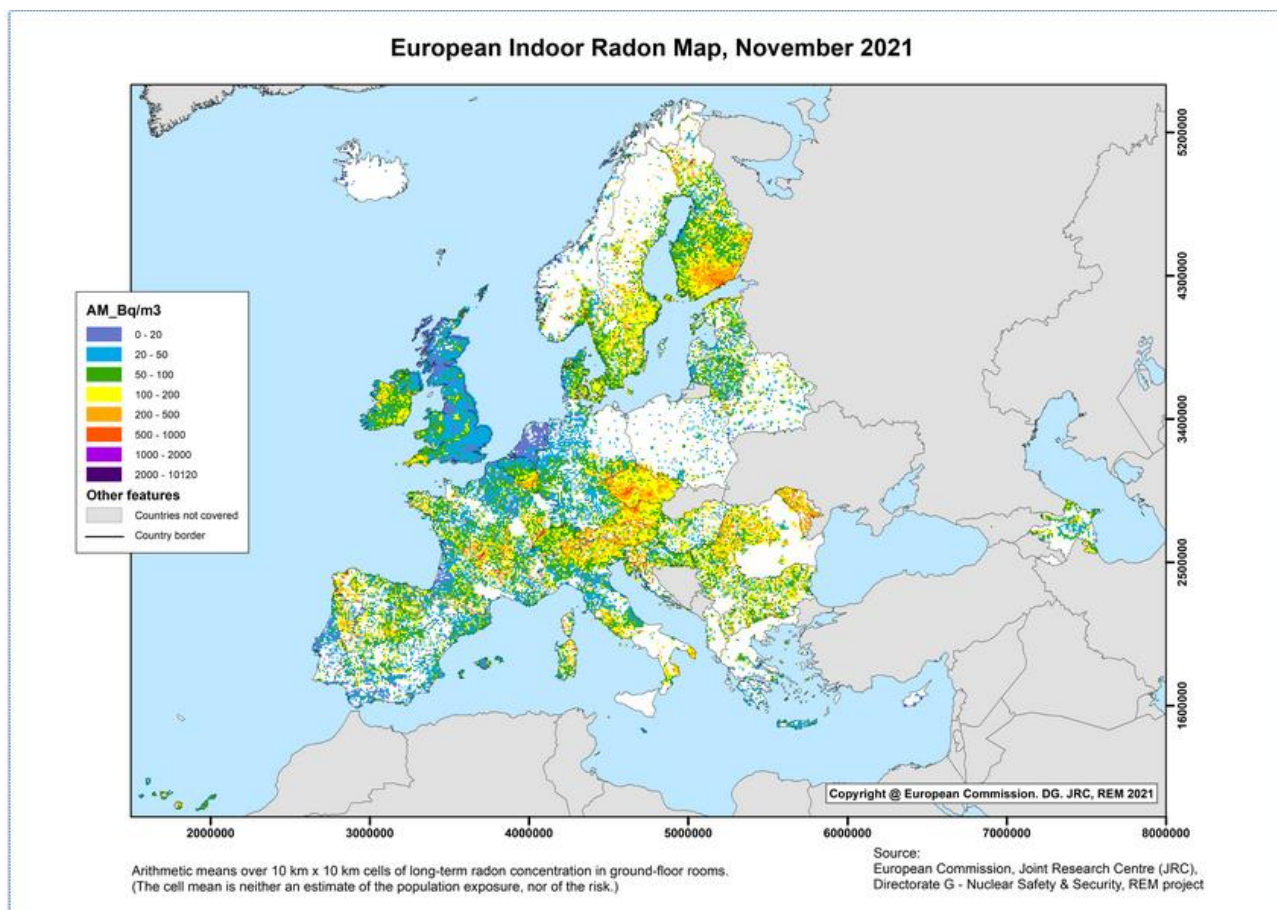 European Indoor Radon Map, November 2021
AM_Bq/m3
0 - 20
20 - 50
50 - 100
100 - 200
200 - 500
500 - 1000
1000 - 2000
2000 - 10120
Other features
Countries not covered
Country border
5200000
4300000
3400000
2500000
1600000
Copyright @ European Commission. DG. JRC, REM 2021
2000000 3000000 4000000 5000000 6000000 7000000 8000000
Arithmetic means over 10 km x 10 km cells of long-term radon concentration in ground-floor rooms.
(The cell mean is neither an estimate of the population exposure, nor of the risk.)
Source:
European Commission, Joint Research Centre (JRC),
Directorate G - Nuclear Safety & Security, REM project